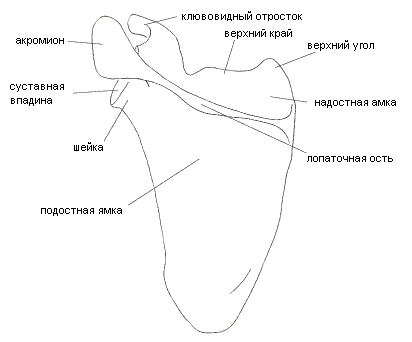 клювовидный отросток
верхний край
акромион
верхний угол
суставная
впадина
надостная амка
шейка
лопаточная ость
подостная ямка